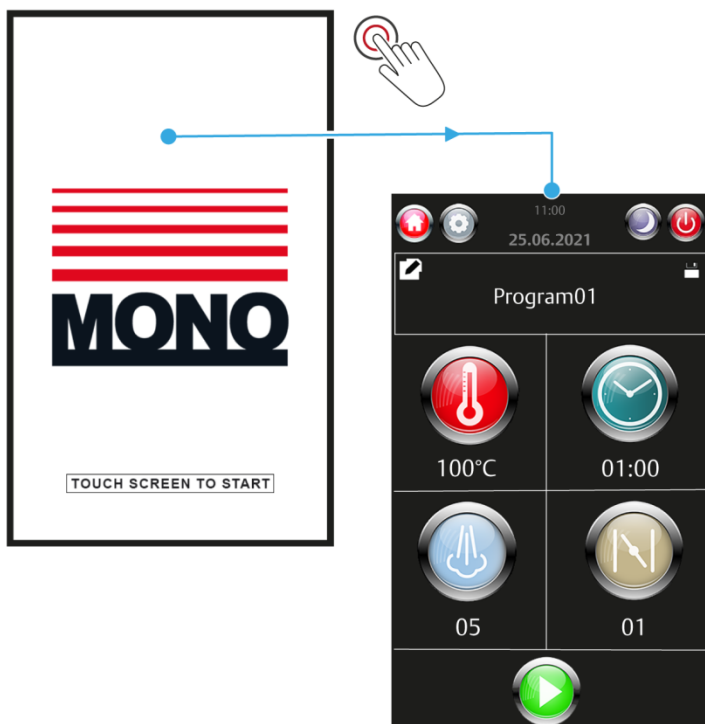 MONO
TOUCH SCREEN TO START
11:00
25.06.2021
Program01
100°C
01:00
05
01